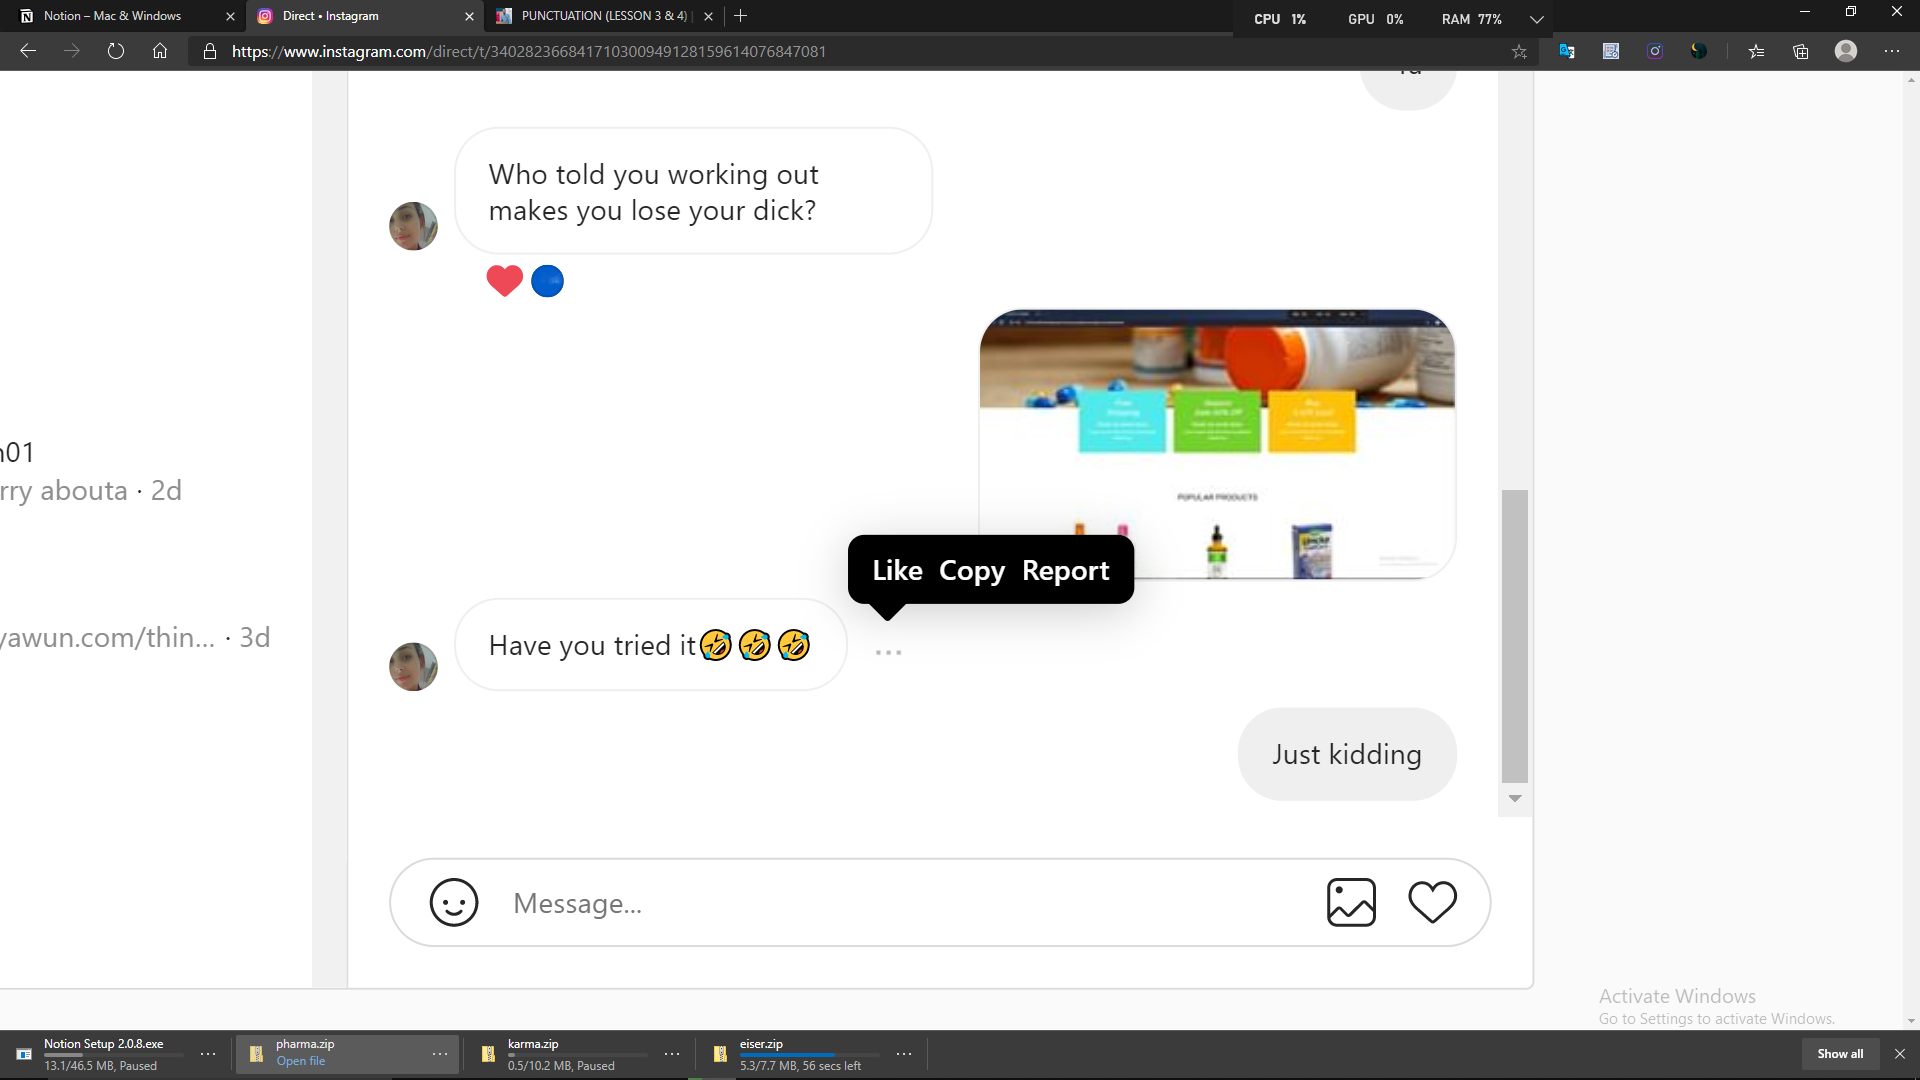 Notion – Mac & Windows
Direct • Instagram
PUNCTUATION (LESSON 3 & 4)
CPU 1% GPU 0% RAM 77%
https://www.instagram.com/direct/t/340282366841710300949128159614076847081
Who told you working out
makes you lose your dick?
POPULAR PRODUCTS
Like Copy Report
Have you tried it🤣🤣🤣
...
Just kidding
n01
rry abouta · 2d
yawun.com/thin... · 3d
Message...
Activate Windows
Go to Settings to activate Windows.
Notion Setup 2.0.8.exe
13.1/46.5 MB, Paused
pharma.zip
Open file
karma.zip
0.5/10.2 MB, Paused
eiser.zip
5.3/7.7 MB, 56 secs left
Show all